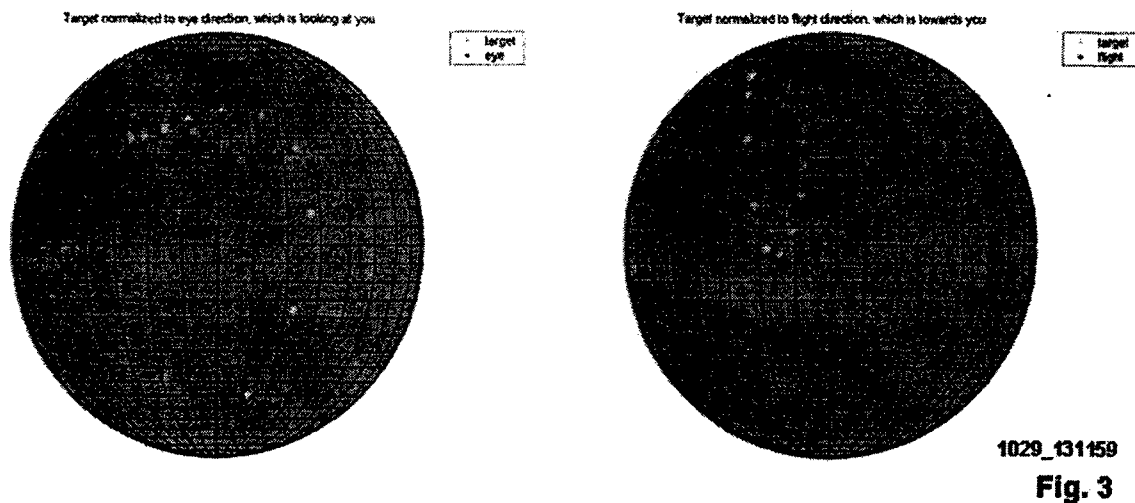 Target normalized to eye direction, which is looking at you
target
eye
Target normalized to flight direction, which is towards you
target
flight
1029_131159
Fig. 3